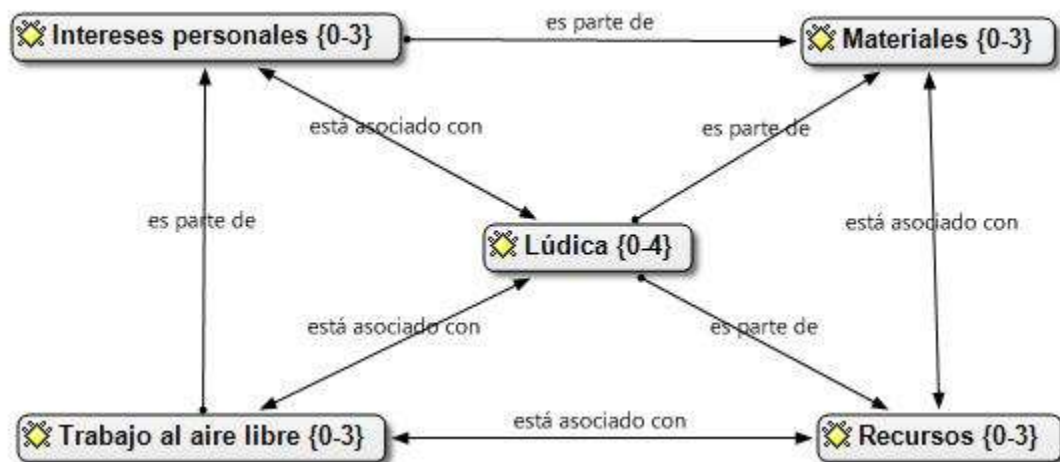 Intereses personales {0-3}
es parte de
Materiales {0-3}
está asociado con
es parte de
es parte de
está asociado con
Lúdica {0-4}
está asociado con
es parte de
Trabajo al aire libre {0-3}
está asociado con
Recursos {0-3}